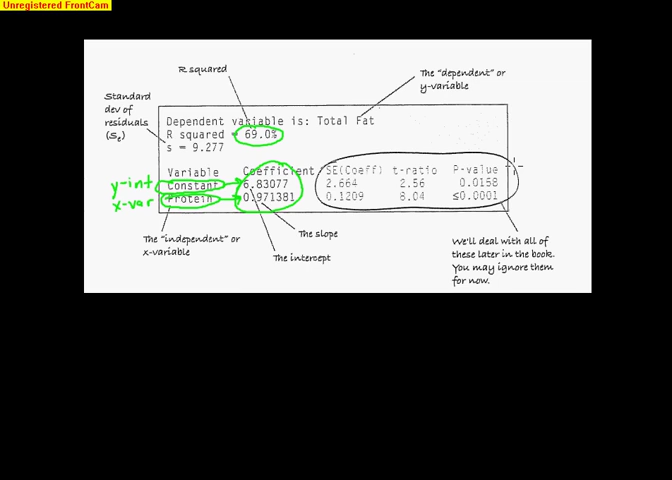 Unregistered FrontCam
R squared
The "dependent" or
y-variable
Standard
dev of
residuals
(Se)
Dependent variable is: Total Fat
R squared = 69.0%
s = 9.277
Variable Coefficient SE(Coeff) t-ratio P-value
y-int Constant 6.83077 2.664 2.56 0.0158
x-var Protein 0.971381 0.1209 8.04 ≤0.0001
The "independent" or
x-variable
The slope
The intercept
We'll deal with all of
these later in the book.
You may ignore them
for now.